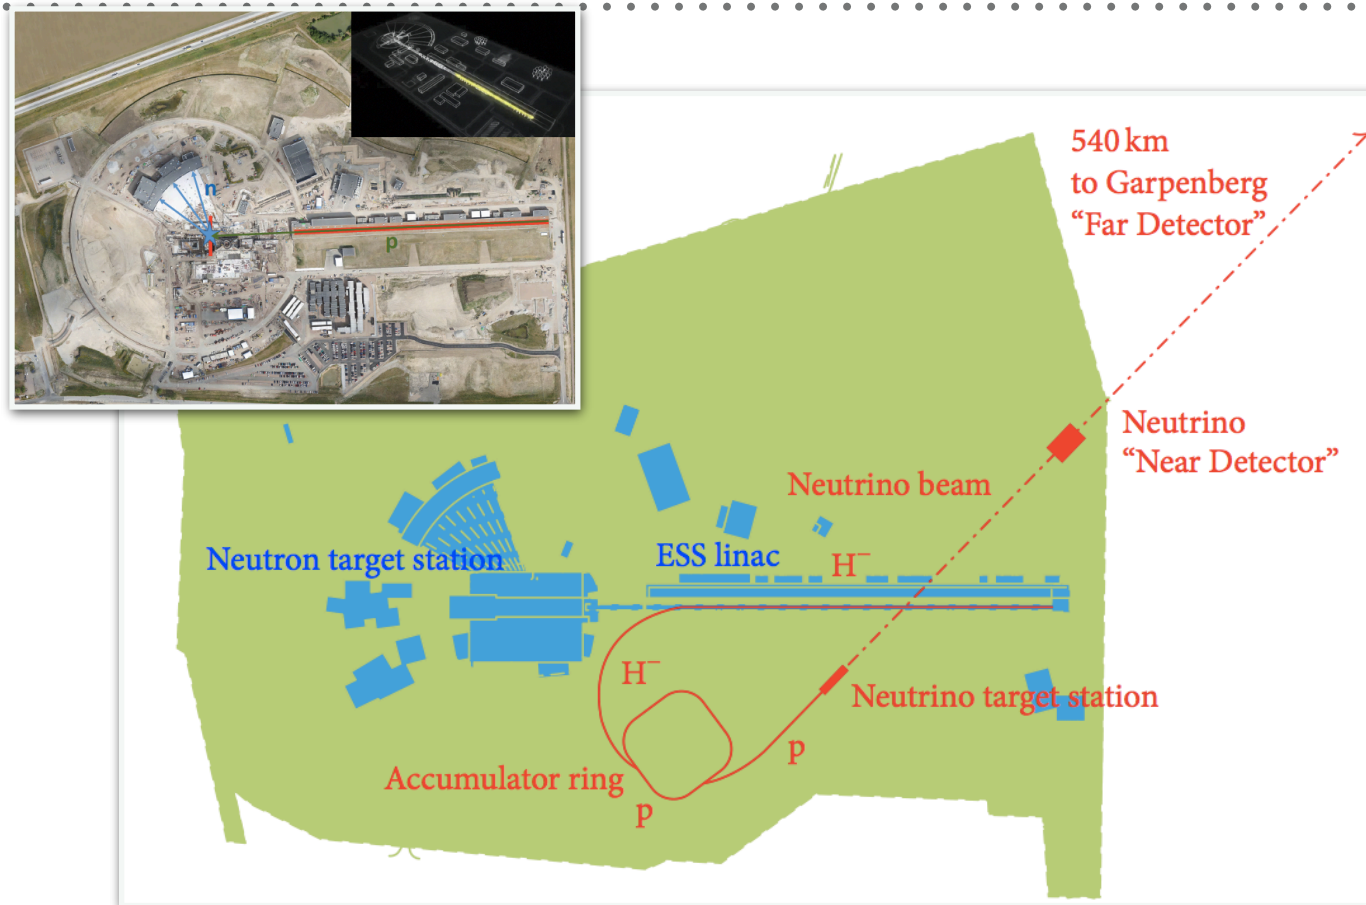 n
p
540 km
to Garpenberg
“Far Detector”
Neutrino
“Near Detector”
Neutrino beam
Neutron target station
ESS linac
H⁻
H⁻
Neutrino target station
p
Accumulator ring
p